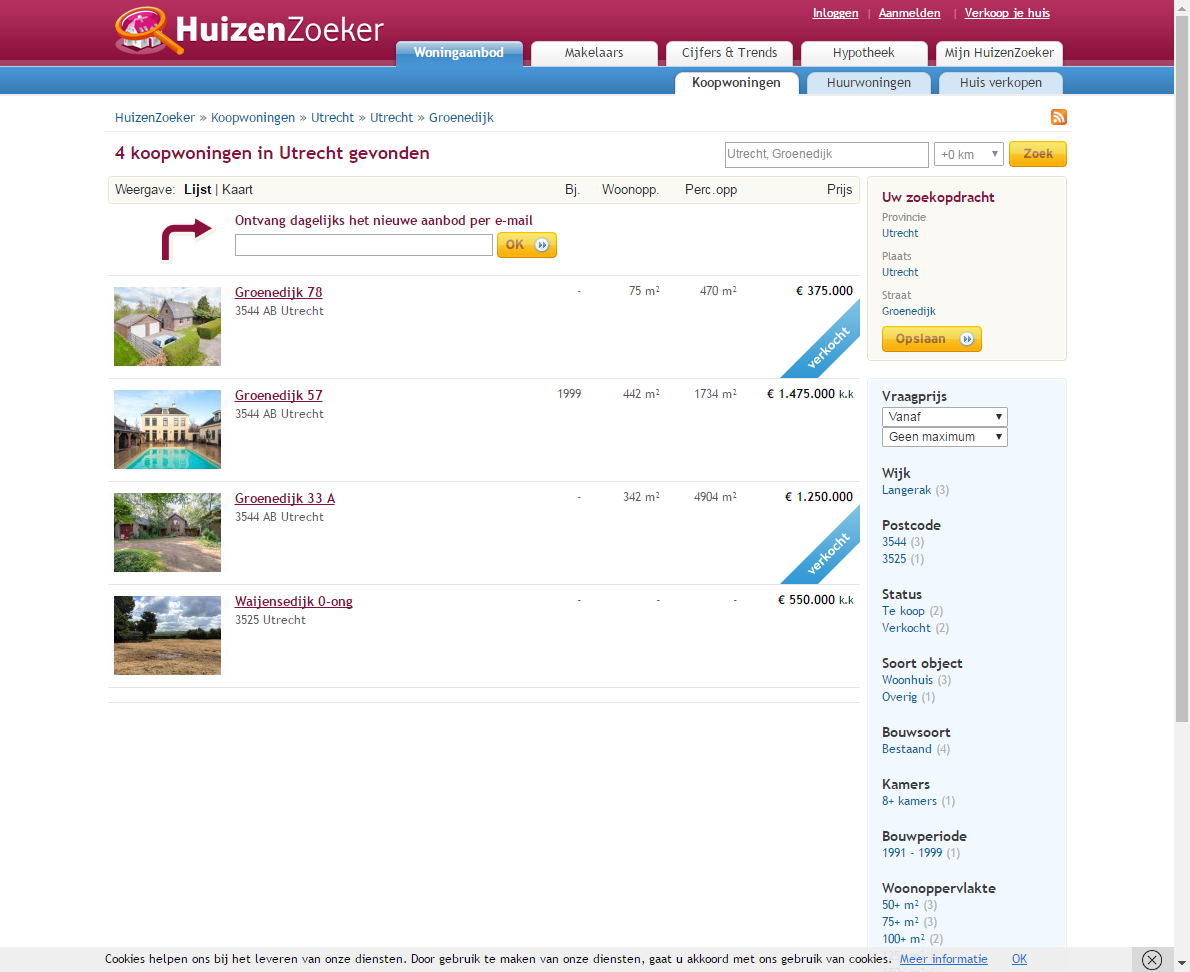 Inloggen | Aanmelden | Verkoop je huis
HuizenZoeker
Woningaanbod Makelaars Cijfers & Trends Hypotheek Mijn HuizenZoeker
Koopwoningen Huurwoningen Huis verkopen
HuizenZoeker » Koopwoningen » Utrecht » Utrecht » Groenedijk
4 koopwoningen in Utrecht gevonden
Utrecht, Groenedijk +0 km Zoek
Weergave: Lijst | Kaart Bj. Woonopp. Perc.opp Prijs
Ontvang dagelijks het nieuwe aanbod per e-mail
OK
Groenedijk 78 - 75 m² 470 m² € 375.000
3544 AB Utrecht
verkocht
Groenedijk 57 1999 442 m² 1734 m² € 1.475.000 k.k
3544 AB Utrecht
Groenedijk 33 A - 342 m² 4904 m² € 1.250.000
3544 AB Utrecht
verkocht
Waijensedijk 0-ong - - - € 550.000 k.k
3525 Utrecht
Uw zoekopdracht
Provincie
Utrecht
Plaats
Utrecht
Straat
Groenedijk
Opslaan
Vraagprijs
Vanaf
Geen maximum
Wijk
Langerak (3)
Postcode
3544 (3)
3525 (1)
Status
Te koop (2)
Verkocht (2)
Soort object
Woonhuis (3)
Overig (1)
Bouwsoort
Bestaand (4)
Kamers
8+ kamers (1)
Bouwperiode
1991 - 1999 (1)
Woonoppervlakte
50+ m² (3)
75+ m² (3)
100+ m² (2)
Cookies helpen ons bij het leveren van onze diensten. Door gebruik te maken van onze diensten, gaat u akkoord met ons gebruik van cookies. Meer informatie OK